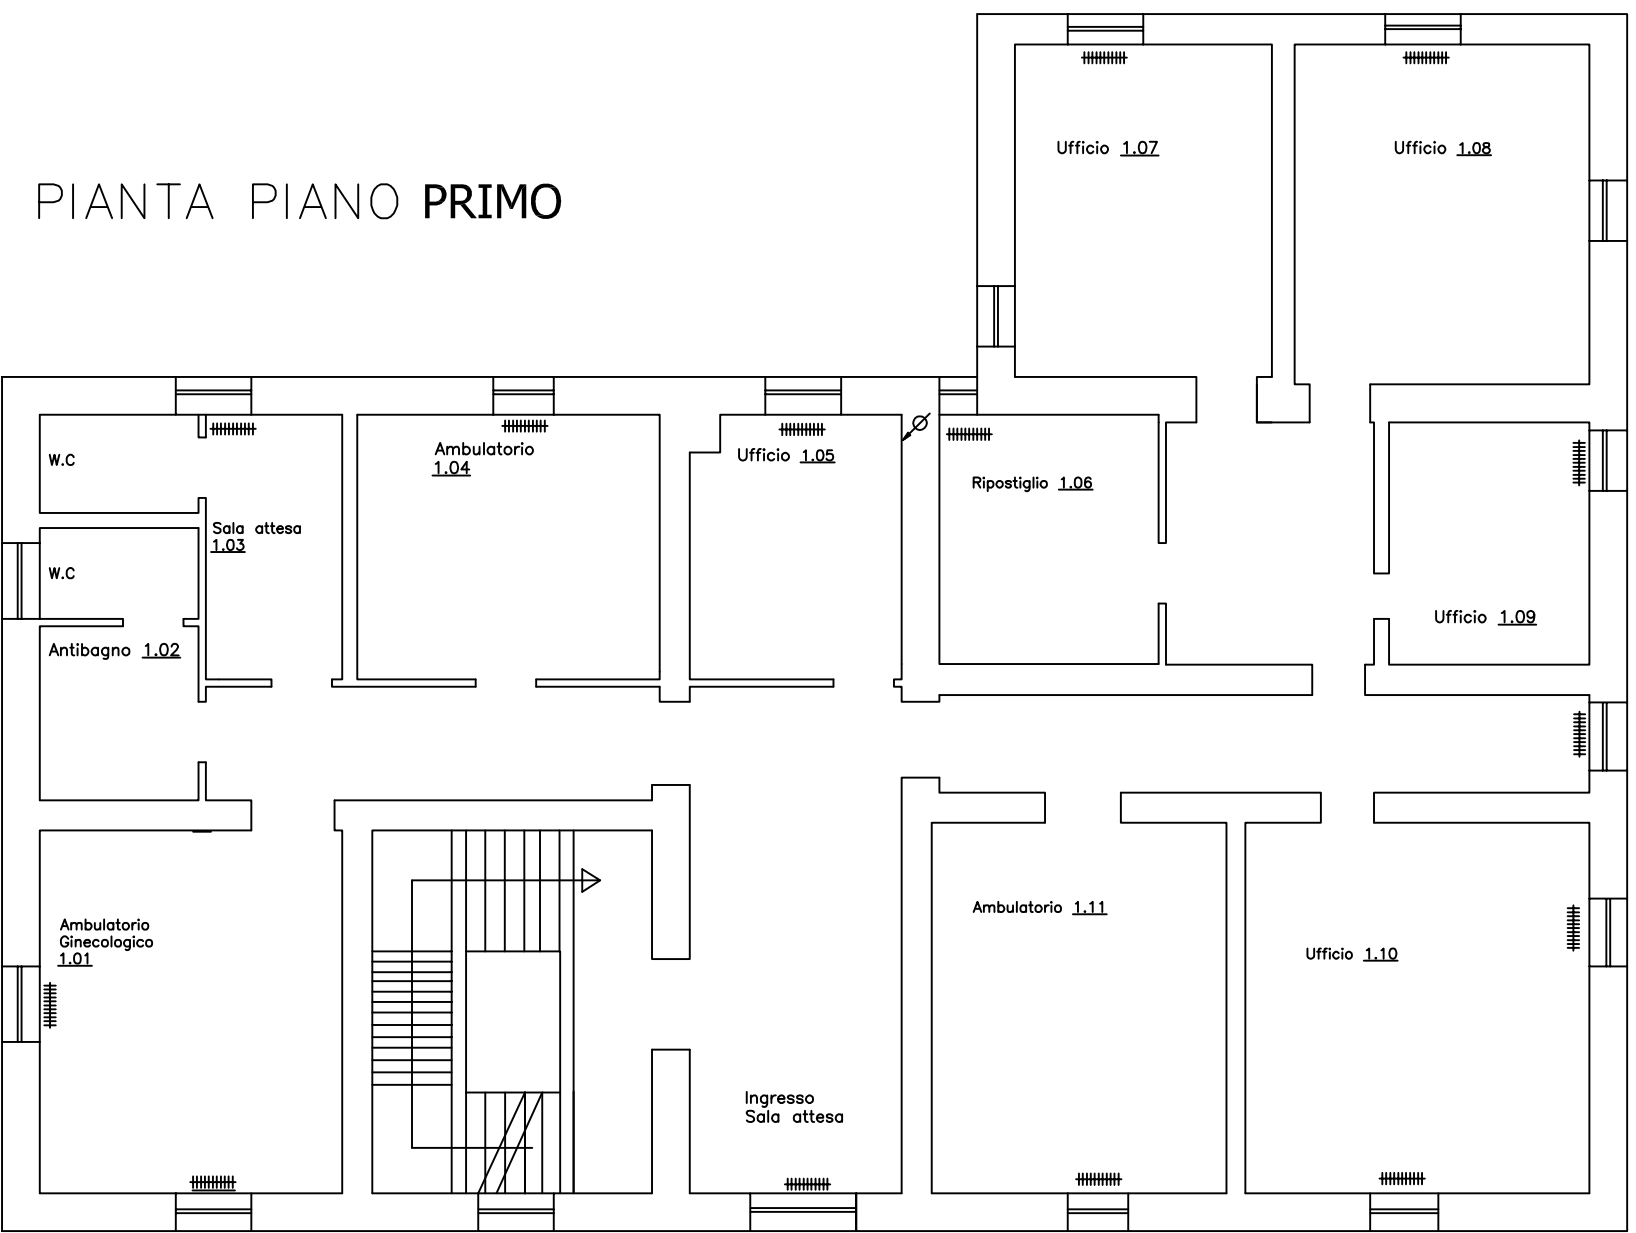 Ufficio 1.07
Ufficio 1.08
PIANTA PIANO PRIMO
W.C
Ambulatorio
1.04
Ufficio 1.05
Ripostiglio 1.06
Sala attesa
1.03
W.C
Ufficio 1.09
Antibagno 1.02
Ambulatorio
Ginecologico
1.01
Ambulatorio 1.11
Ufficio 1.10
Ingresso
Sala attesa